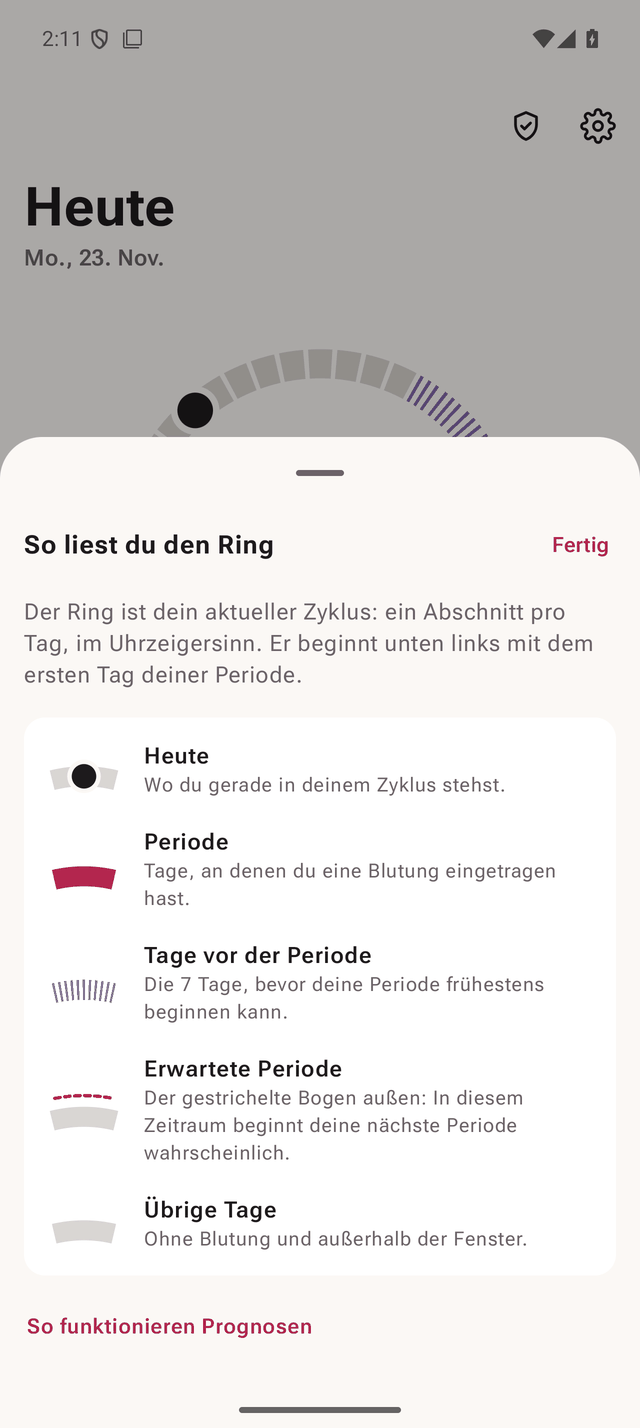 2:11
Heute
Mo., 23. Nov.
So liest du den Ring
Fertig
Der Ring ist dein aktueller Zyklus: ein Abschnitt pro
Tag, im Uhrzeigersinn. Er beginnt unten links mit dem
ersten Tag deiner Periode.
Heute
Wo du gerade in deinem Zyklus stehst.
Periode
Tage, an denen du eine Blutung eingetragen
hast.
Tage vor der Periode
Die 7 Tage, bevor deine Periode frühestens
beginnen kann.
Erwartete Periode
Der gestrichelte Bogen außen: In diesem
Zeitraum beginnt deine nächste Periode
wahrscheinlich.
Übrige Tage
Ohne Blutung und außerhalb der Fenster.
So funktionieren Prognosen